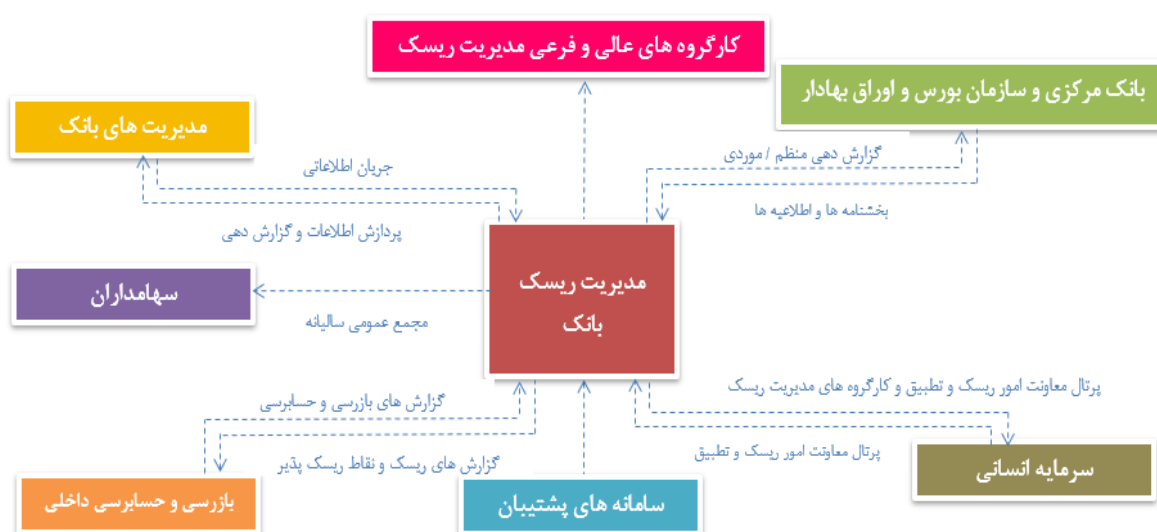 کارگروه های عالی و فرعی مدیریت ریسک
بانک مرکزی و سازمان بورس و اوراق بهادار
مدیریت های بانک
گزارش دهی منظم / موردی
جریان اطلاعاتی
بخشنامه ها و اطلاعیه ها
پردازش اطلاعات و گزارش دهی
مدیریت ریسک
بانک
سهامداران
مجمع عمومی سالیانه
پرتال معاونت امور ریسک و تطبیق و کارگروه های مدیریت ریسک
گزارش های بازرسی و حسابرسی
پرتال معاونت امور ریسک و تطبیق
گزارش های ریسک و نقاط ریسک پذیر
سرمایه انسانی
سامانه های پشتیبان
بازرسی و حسابرسی داخلی